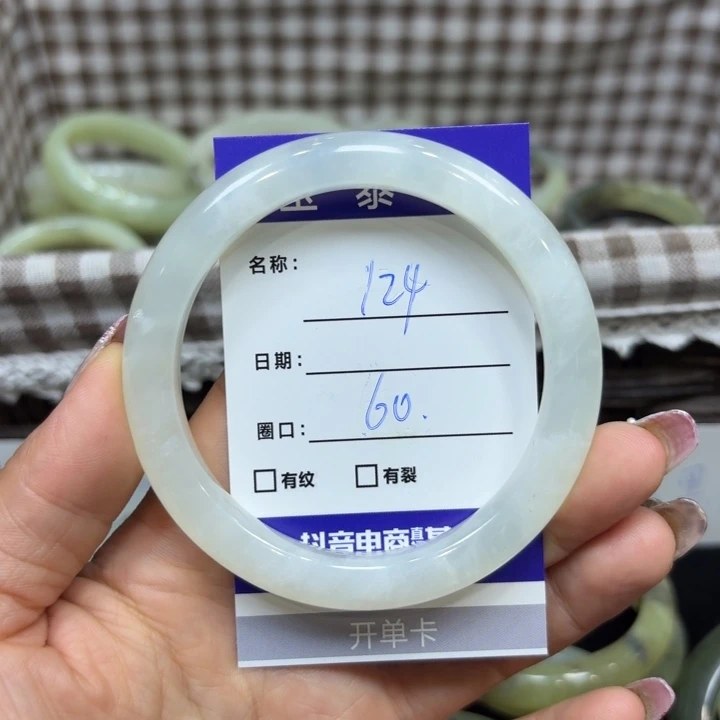 泰
名称: 124
日期:
圈口: 60.
□有纹 □有裂
抖音电商
开单卡